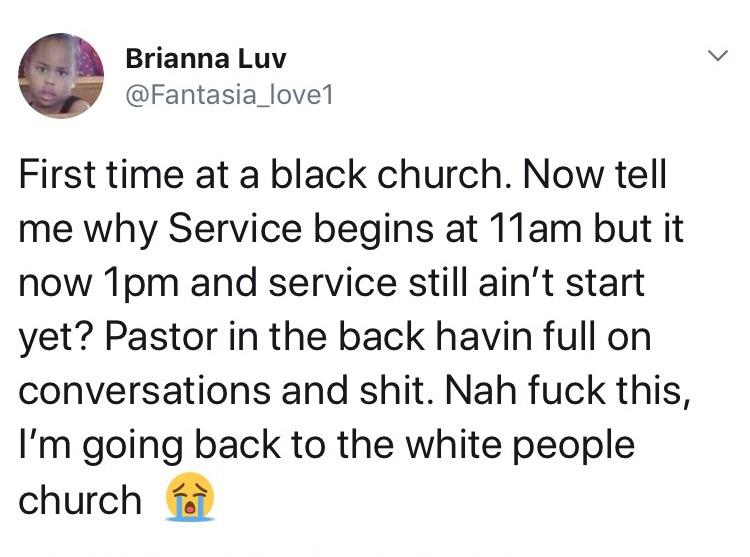 Brianna Luv
@Fantasia_love1
First time at a black church. Now tell
me why Service begins at 11am but it
now 1pm and service still ain’t start
yet? Pastor in the back havin full on
conversations and shit. Nah fuck this,
I’m going back to the white people
church 😭